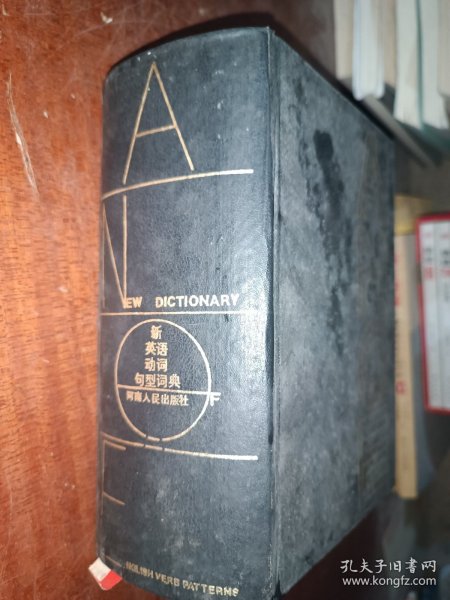 A
NEW DICTIONARY
新
英语
动词
句型词典
河南人民出版社
OF
ENGLISH VERB PATTERNS
孔夫子旧书网
www.kongfz.com